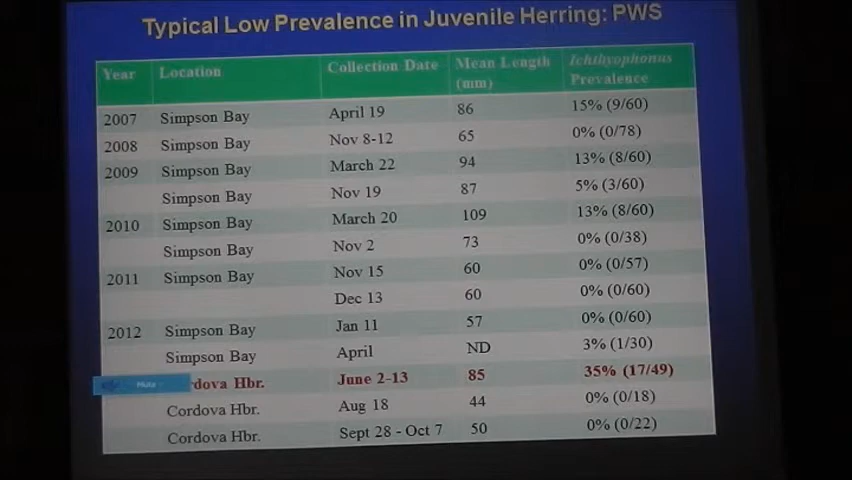 Typical Low Prevalence in Juvenile Herring: PWS
Year Location Collection Date Mean Length (mm) Ichthyophonus Prevalence
2007 Simpson Bay April 19 86 15% (9/60)
2008 Simpson Bay Nov 8-12 65 0% (0/78)
2009 Simpson Bay March 22 94 13% (8/60)
Simpson Bay Nov 19 87 5% (3/60)
2010 Simpson Bay March 20 109 13% (8/60)
Simpson Bay Nov 2 73 0% (0/38)
2011 Simpson Bay Nov 15 60 0% (0/57)
Dec 13 60 0% (0/60)
2012 Simpson Bay Jan 11 57 0% (0/60)
Simpson Bay April ND 3% (1/30)
Mute dova Hbr. June 2-13 85 35% (17/49)
Cordova Hbr. Aug 18 44 0% (0/18)
Cordova Hbr. Sept 28 - Oct 7 50 0% (0/22)